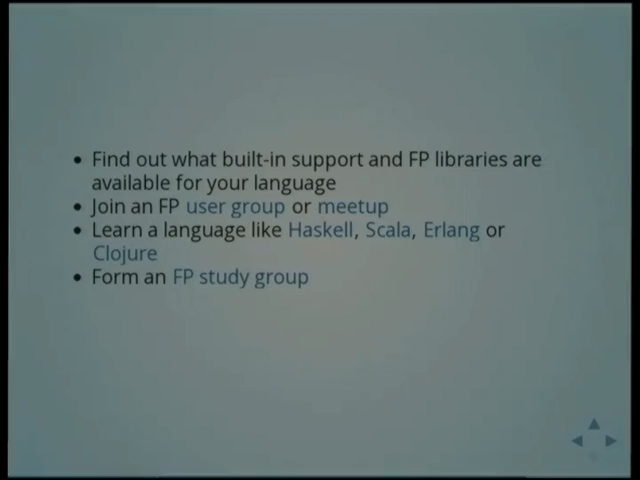 • Find out what built-in support and FP libraries are
available for your language
• Join an FP user group or meetup
• Learn a language like Haskell, Scala, Erlang or
Clojure
• Form an FP study group